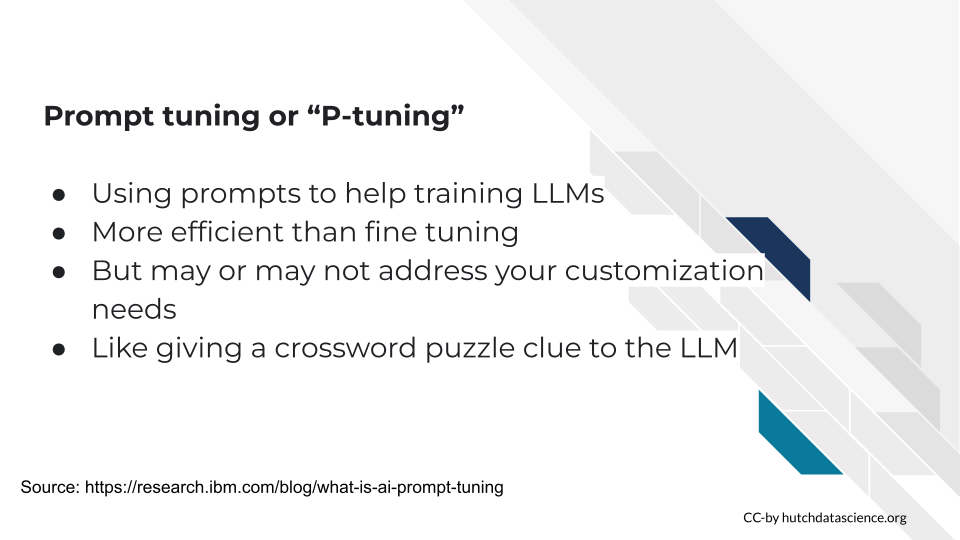 Prompt tuning or “P-tuning”
● Using prompts to help training LLMs
● More efficient than fine tuning
● But may or may not address your customization
needs
● Like giving a crossword puzzle clue to the LLM
Source: https://research.ibm.com/blog/what-is-ai-prompt-tuning
CC-by hutchdatascience.org